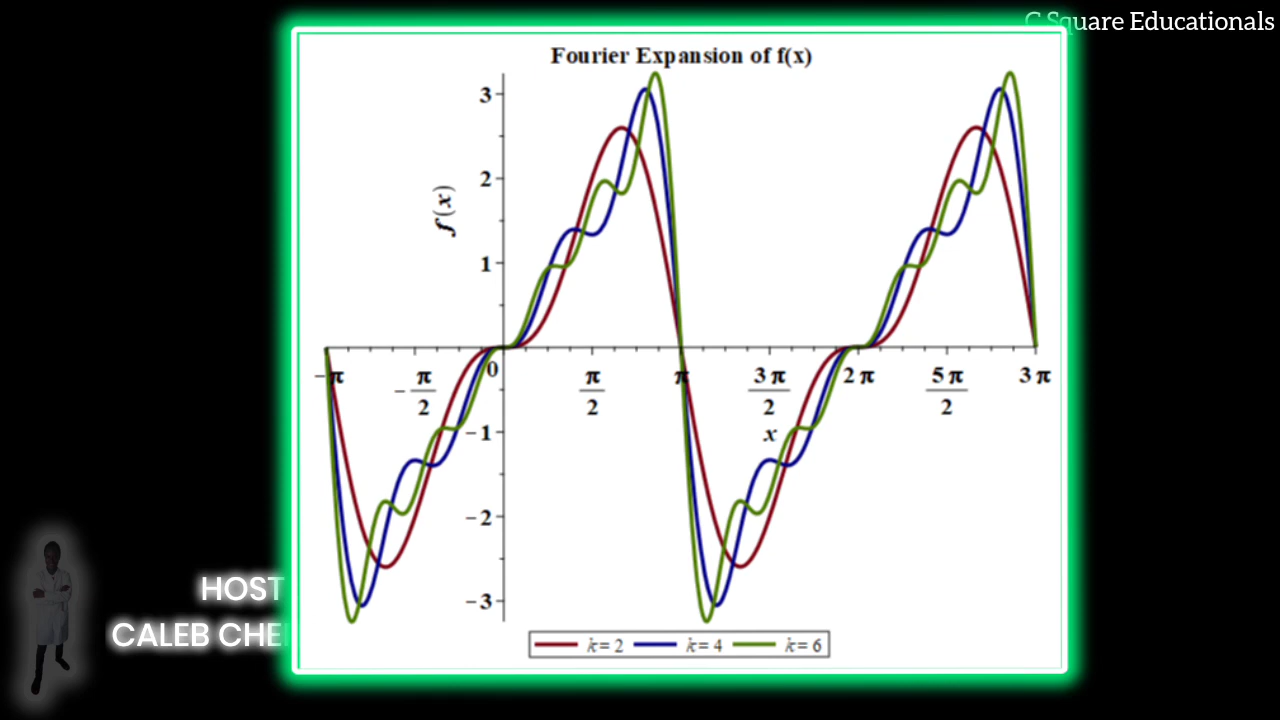 C Square Educationals
Fourier Expansion of f(x)
3
2
f(x)
1
−π
−π/2
0
π/2
π
3π/2
2π
5π/2
3π
x
−1
−2
−3
HOST
CALEB
k = 2 k = 4 k = 6